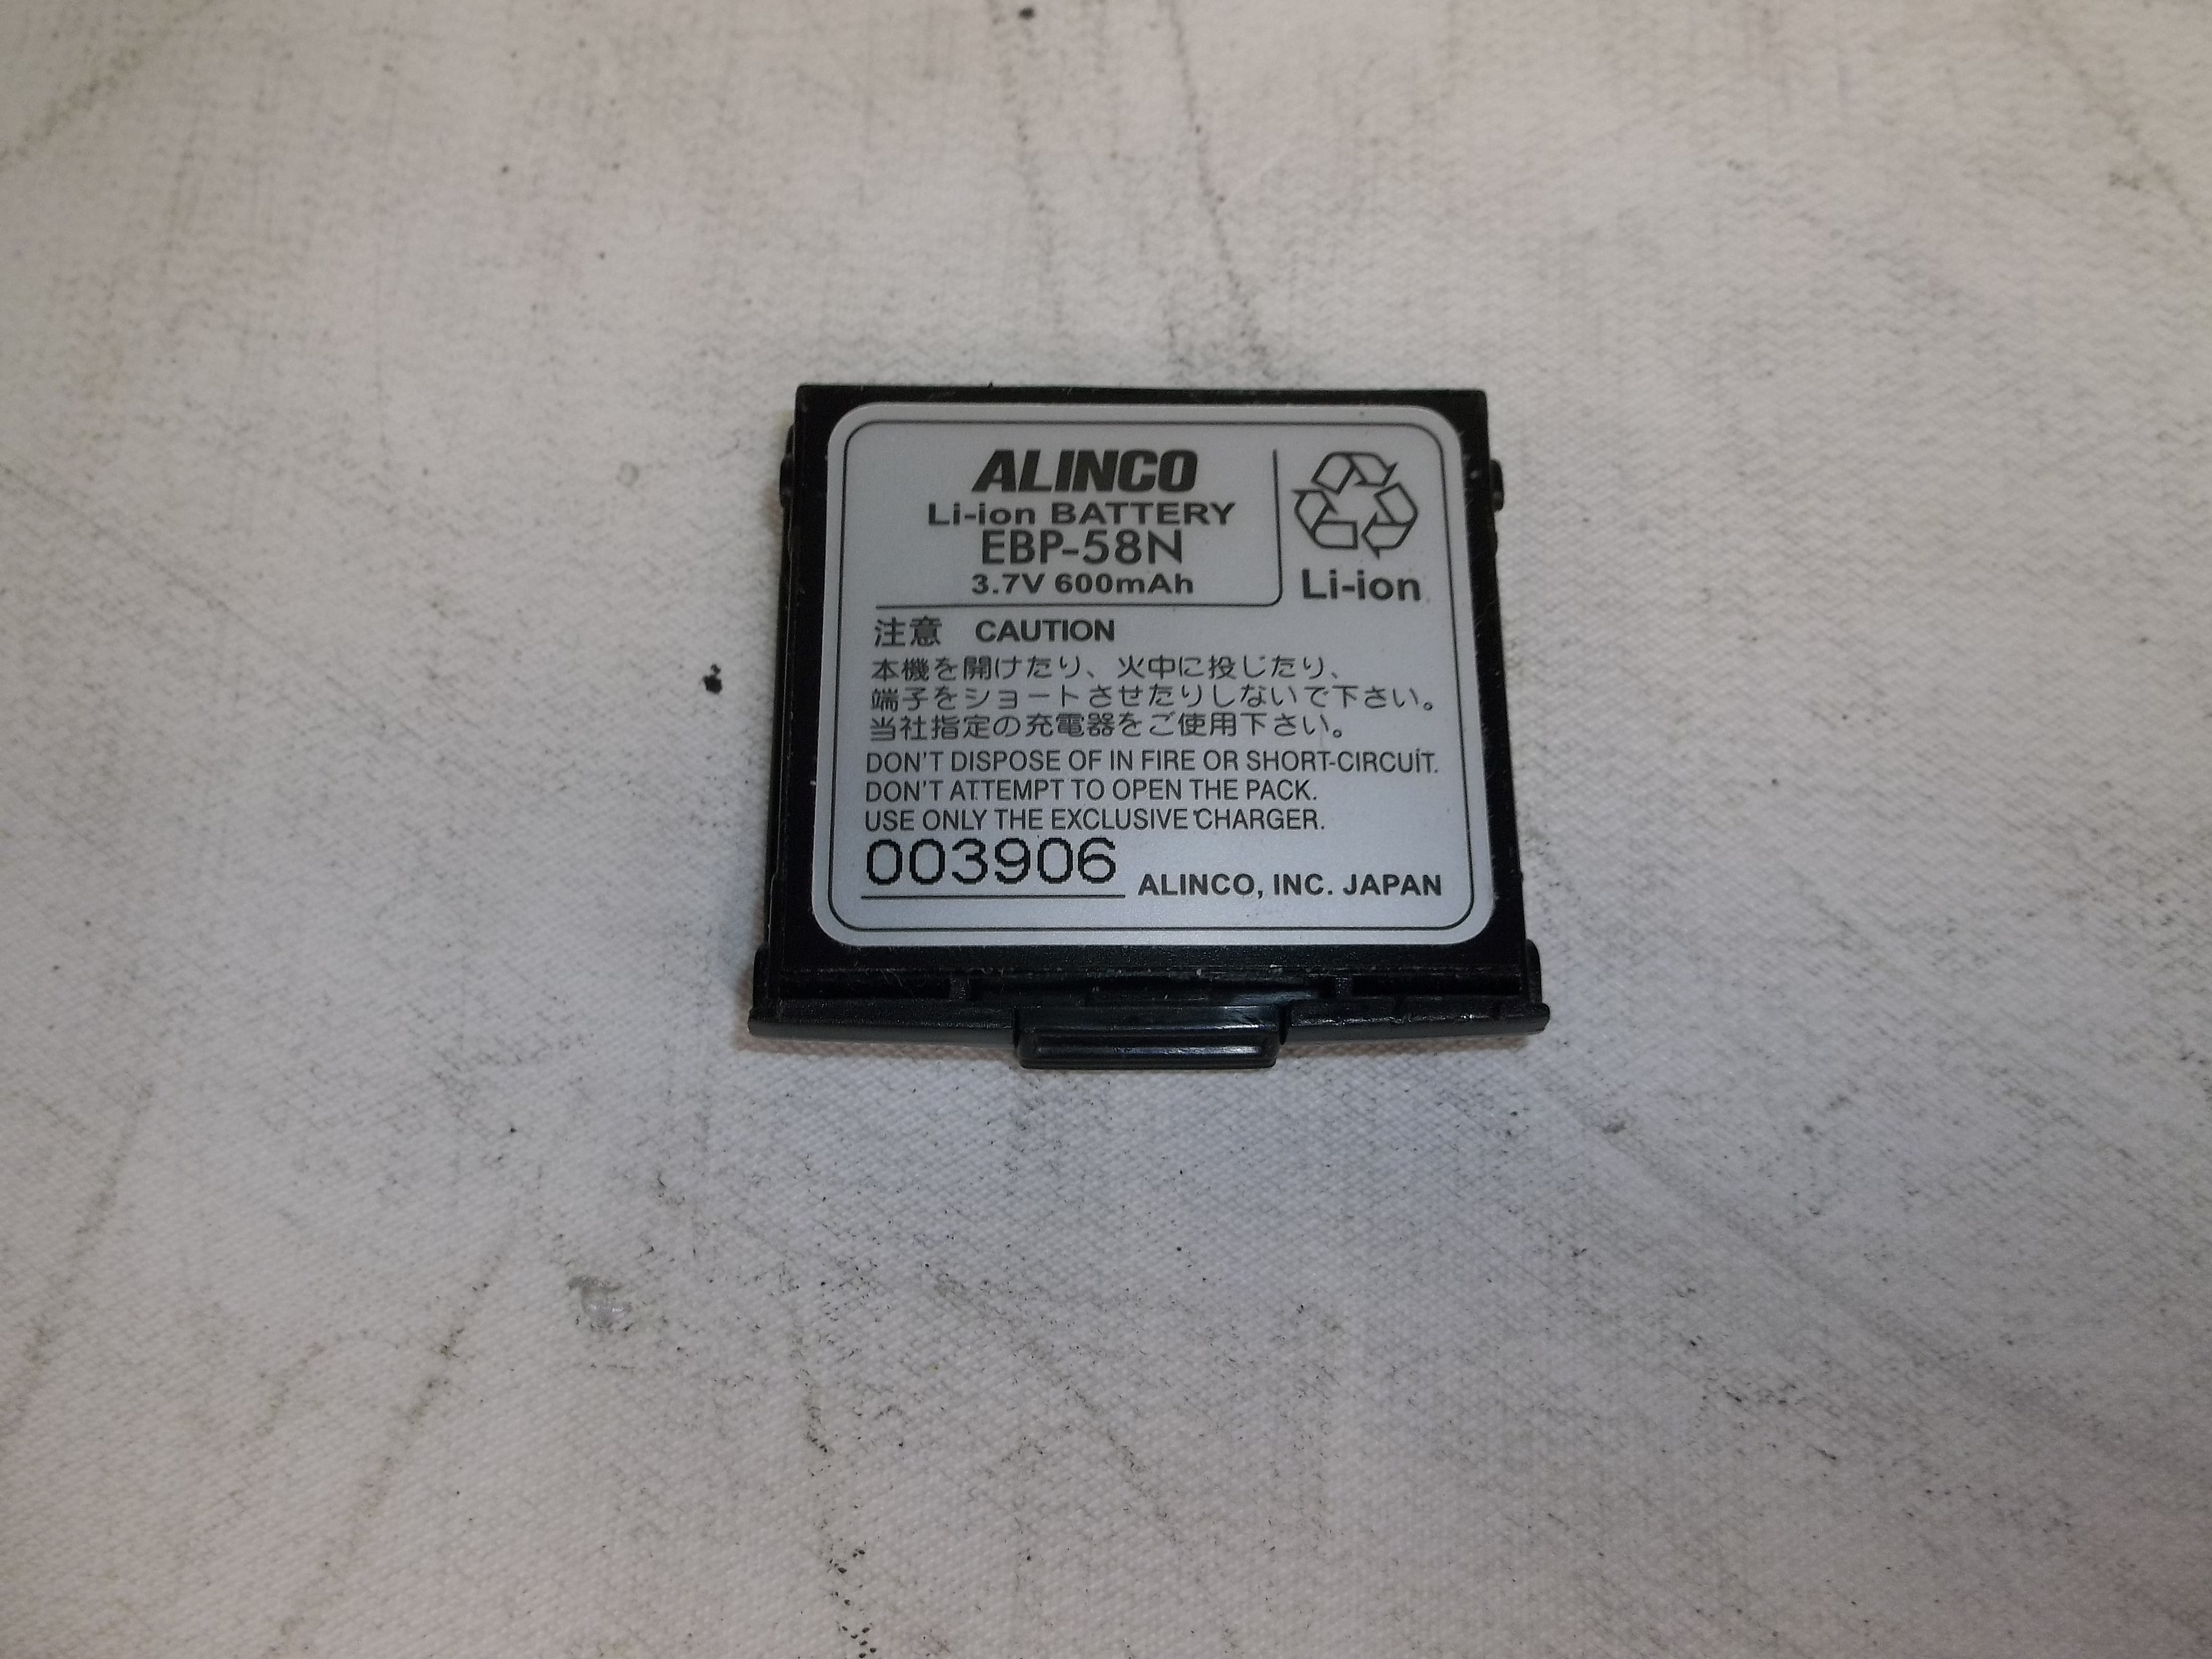 ALINCO
Li-ion BATTERY
EBP-58N
3.7V 600mAh
Li-ion
注意 CAUTION
本機を開けたり、火中に投じたり、
端子をショートさせたりしないで下さい。
当社指定の充電器をご使用下さい。
DON'T DISPOSE OF IN FIRE OR SHORT-CIRCUIT.
DON'T ATTEMPT TO OPEN THE PACK.
USE ONLY THE EXCLUSIVE CHARGER.
003906
ALINCO, INC. JAPAN